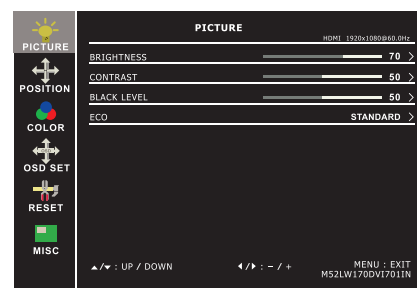 PICTURE
HDMI 1920x1080@60.0Hz
PICTURE
BRIGHTNESS 70 >
CONTRAST 50 >
BLACK LEVEL 50 >
ECO STANDARD >
POSITION
COLOR
OSD SET
RESET
MISC
▲/▼ : UP / DOWN ◀/▶ : - / + MENU : EXIT
M52LW170DVI701IN